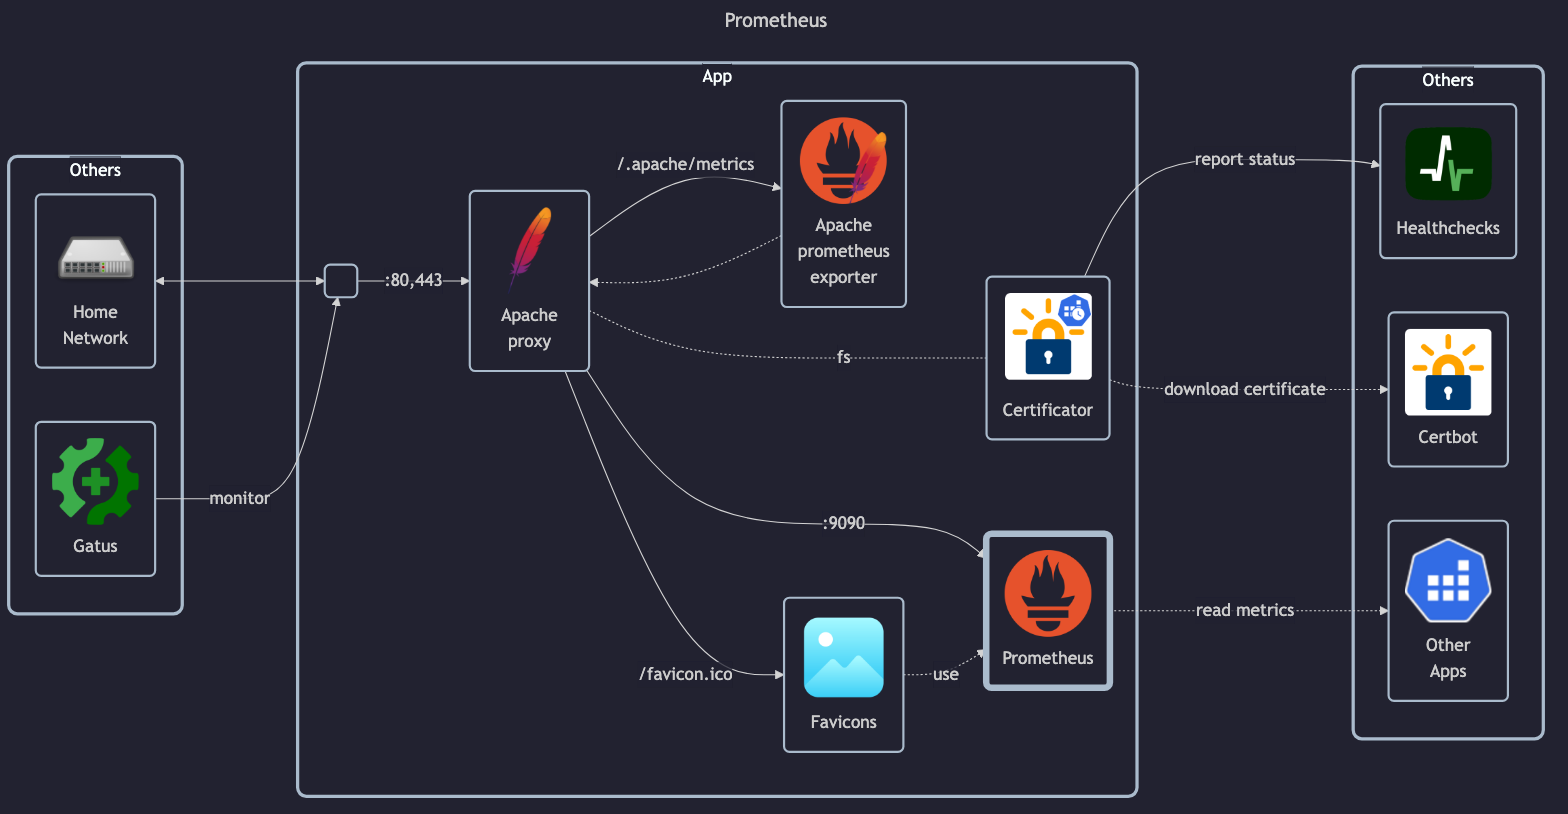 Prometheus
Others
Home
Network
Gatus
monitor
App
:80,443
Apache
proxy
/.apache/metrics
Apache
prometheus
exporter
fs
Certificator
:9090
/favicon.ico
Favicons
use
Prometheus
report status
download certificate
read metrics
Others
Healthchecks
Certbot
Other
Apps